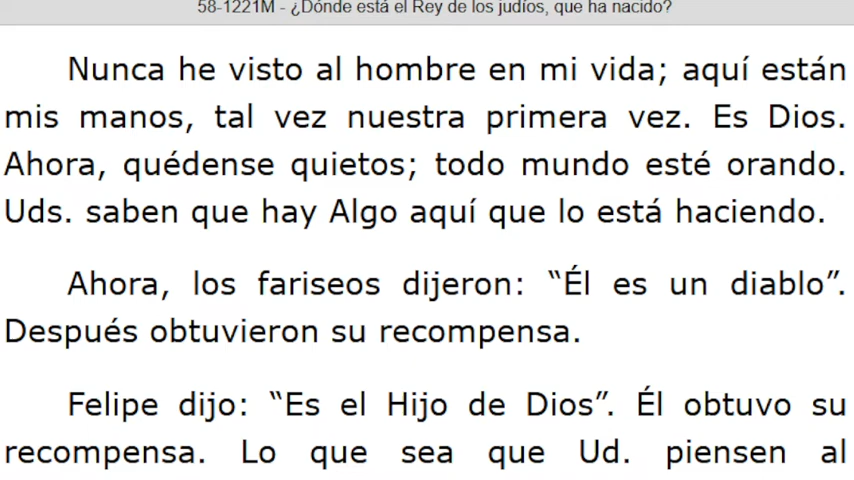 58-1221M - ¿Dónde está el Rey de los judíos, que ha nacido?
Nunca he visto al hombre en mi vida; aquí están
mis manos, tal vez nuestra primera vez. Es Dios.
Ahora, quédense quietos; todo mundo esté orando.
Uds. saben que hay Algo aquí que lo está haciendo.
Ahora, los fariseos dijeron: “Él es un diablo”.
Después obtuvieron su recompensa.
Felipe dijo: “Es el Hijo de Dios”. Él obtuvo su
recompensa. Lo que sea que Ud. piensen al